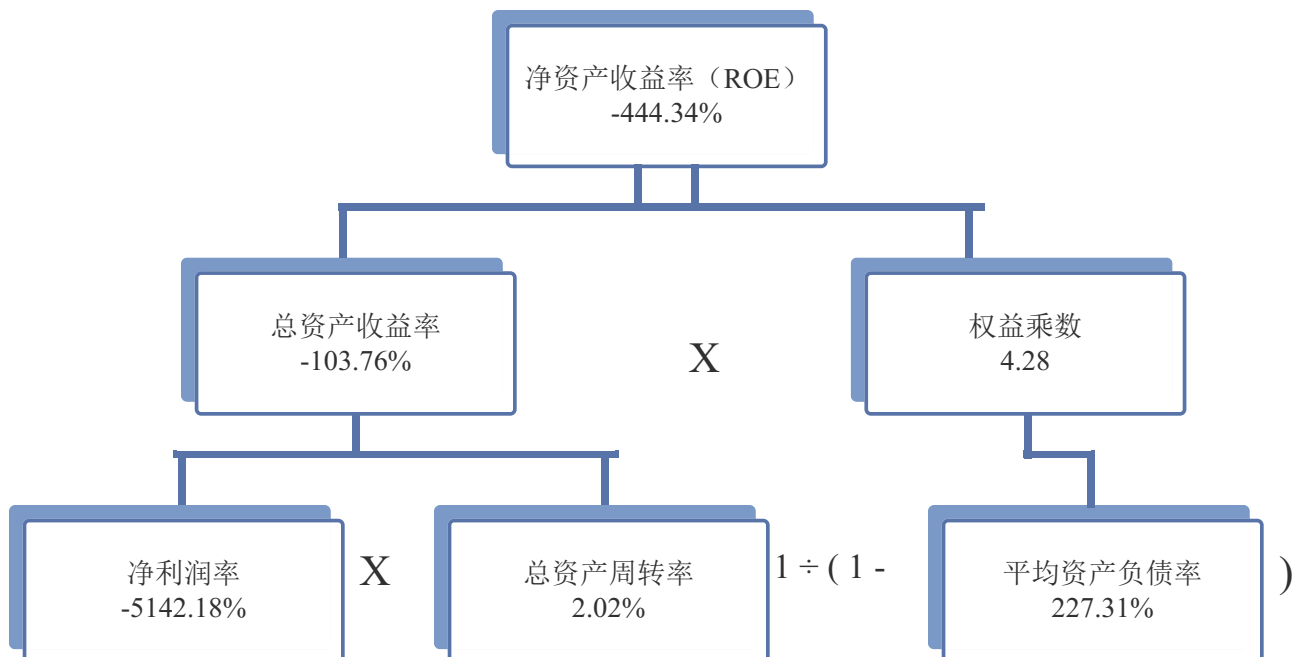 净资产收益率（ROE）
-444.34%
总资产收益率
-103.76%
X
权益乘数
4.28
净利润率
-5142.18%
X
总资产周转率
2.02%
1 ÷ ( 1 -
平均资产负债率
227.31%
)